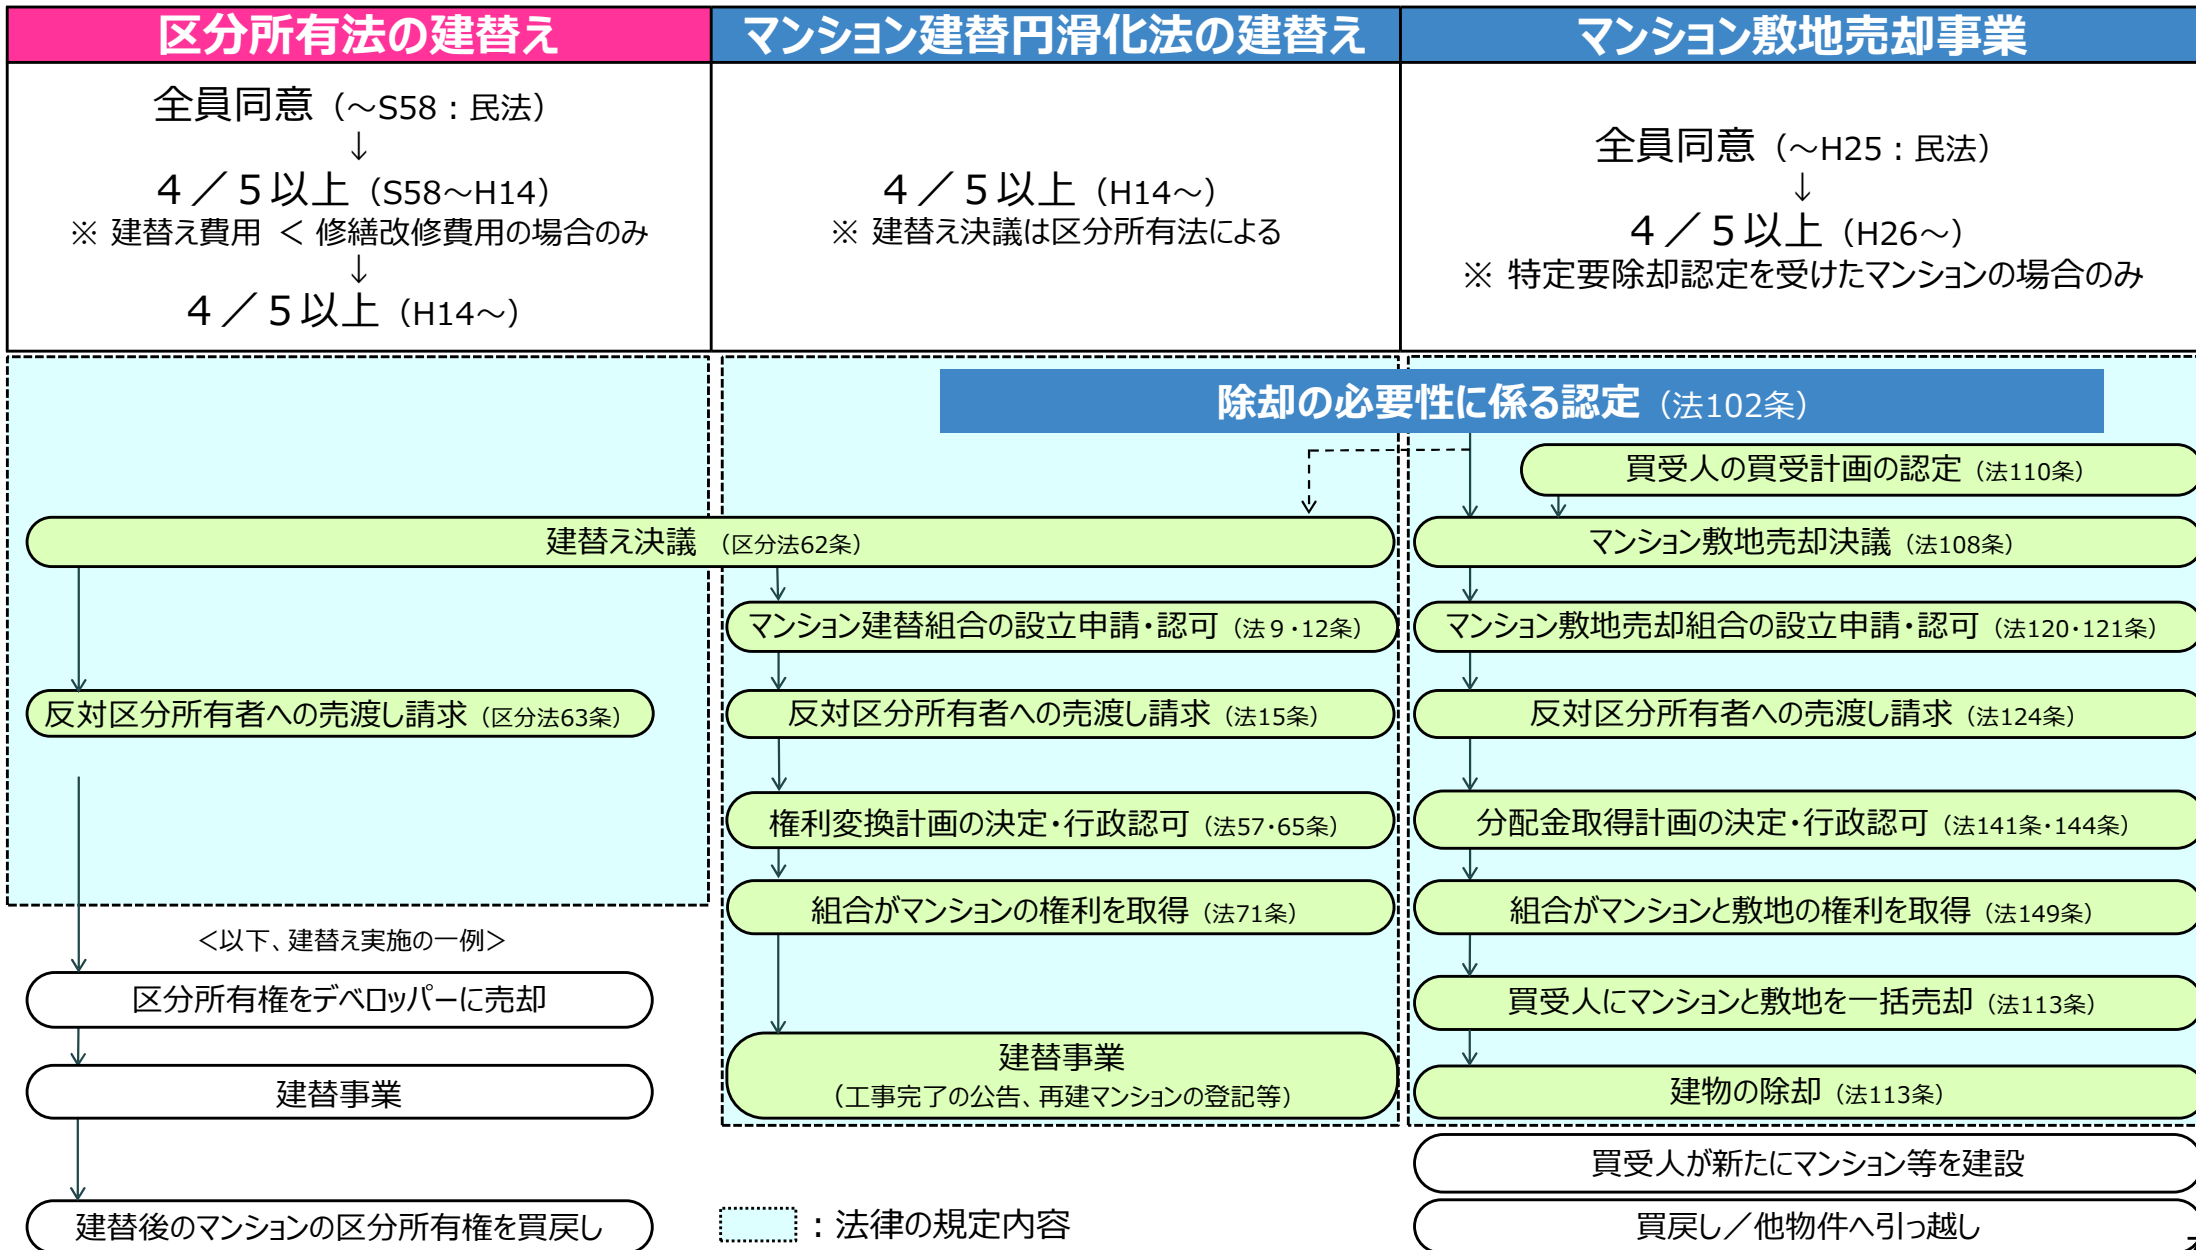 区分所有法の建替え
マンション建替円滑化法の建替え
マンション敷地売却事業
全員同意（～S58：民法）
↓
４／５以上（S58～H14）
※ 建替え費用 ＜ 修繕改修費用の場合のみ
↓
４／５以上（H14～）
４／５以上（H14～）
※ 建替え決議は区分所有法による
全員同意（～H25：民法）
↓
４／５以上（H26～）
※ 特定要除却認定を受けたマンションの場合のみ
除却の必要性に係る認定（法102条）
買受人の買受計画の認定（法110条）
建替え決議 （区分法62条）
マンション敷地売却決議（法108条）
マンション建替組合の設立申請・認可（法９・12条）
マンション敷地売却組合の設立申請・認可（法120・121条）
反対区分所有者への売渡し請求（区分法63条）
反対区分所有者への売渡し請求（法15条）
反対区分所有者への売渡し請求（法124条）
権利変換計画の決定・行政認可（法57・65条）
分配金取得計画の決定・行政認可（法141条・144条）
組合がマンションの権利を取得（法71条）
組合がマンションと敷地の権利を取得（法149条）
＜以下、建替え実施の一例＞
区分所有権をデベロッパーに売却
買受人にマンションと敷地を一括売却（法113条）
建替事業
建替事業
（工事完了の公告、再建マンションの登記等）
建物の除却（法113条）
買受人が新たにマンション等を建設
建替後のマンションの区分所有権を買戻し
：法律の規定内容
買戻し／他物件へ引っ越し